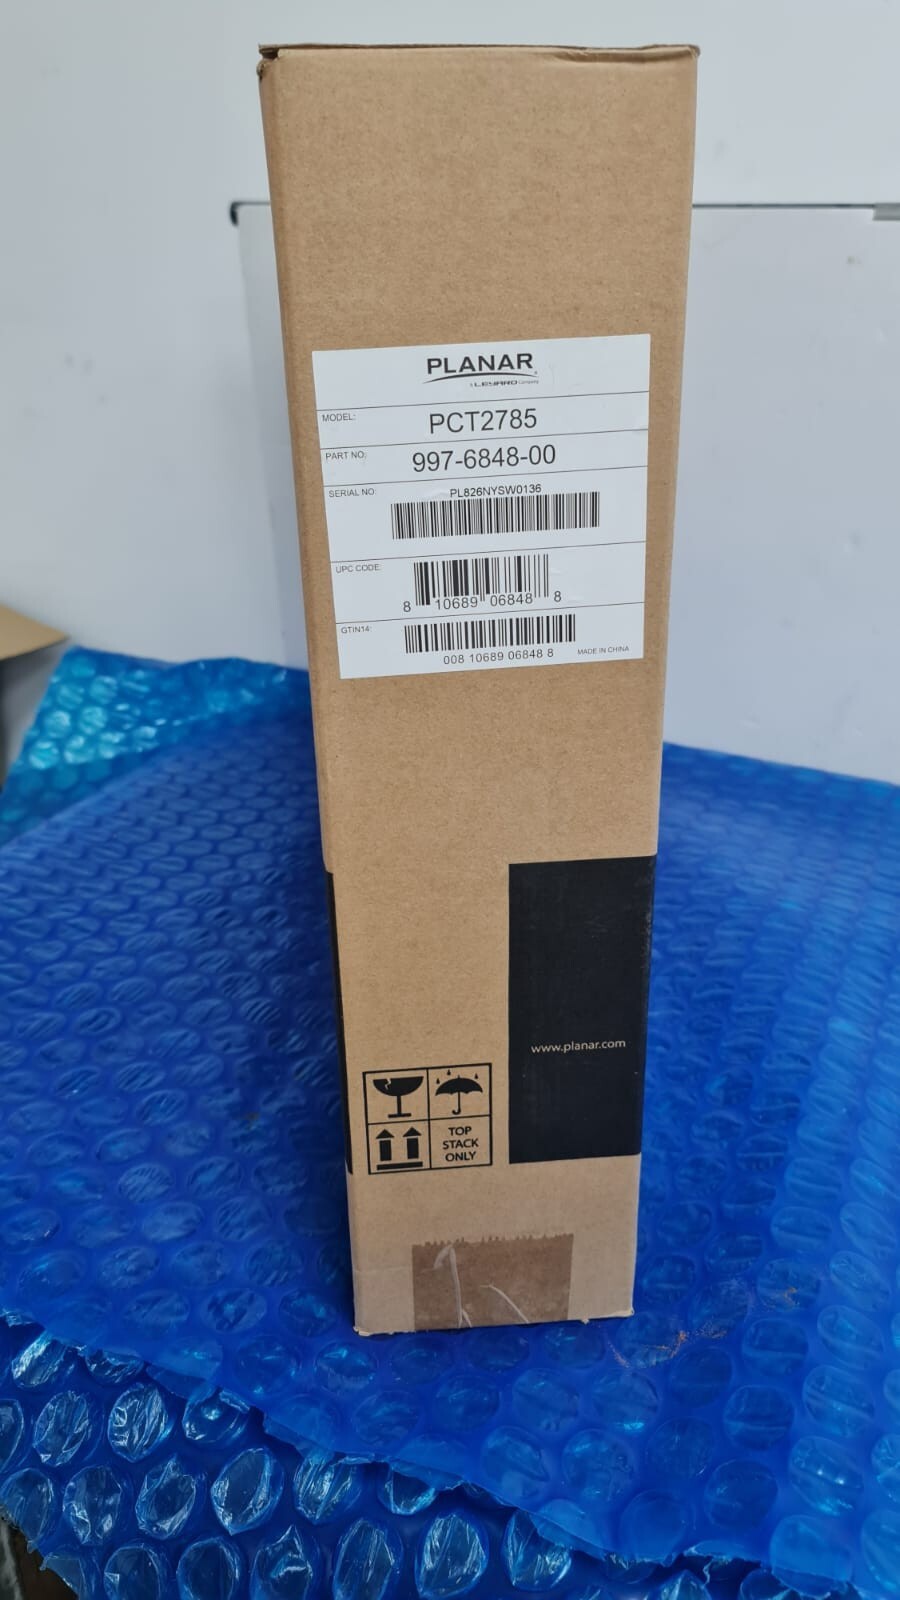 PLANAR
A LEYARD Company
MODEL: PCT2785
PART NO: 997-6848-00
SERIAL NO: PL826NYSW0136
UPC CODE:
8 10689 06848 8
GTIN14:
008 10689 06848 8 MADE IN CHINA
www.planar.com
TOP
STACK
ONLY